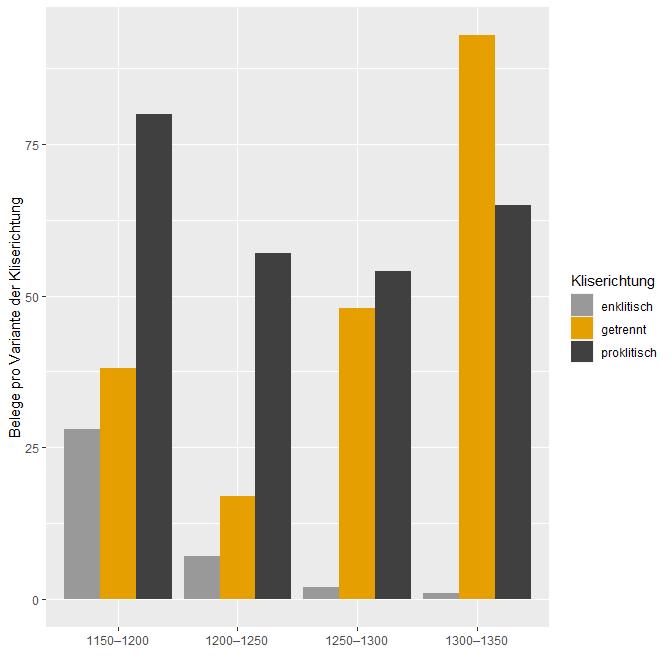 Belege pro Variante der Kliserichtung
75
50
25
0
1150–1200
1200–1250
1250–1300
1300–1350
Kliserichtung
enklitisch
getrennt
proklitisch